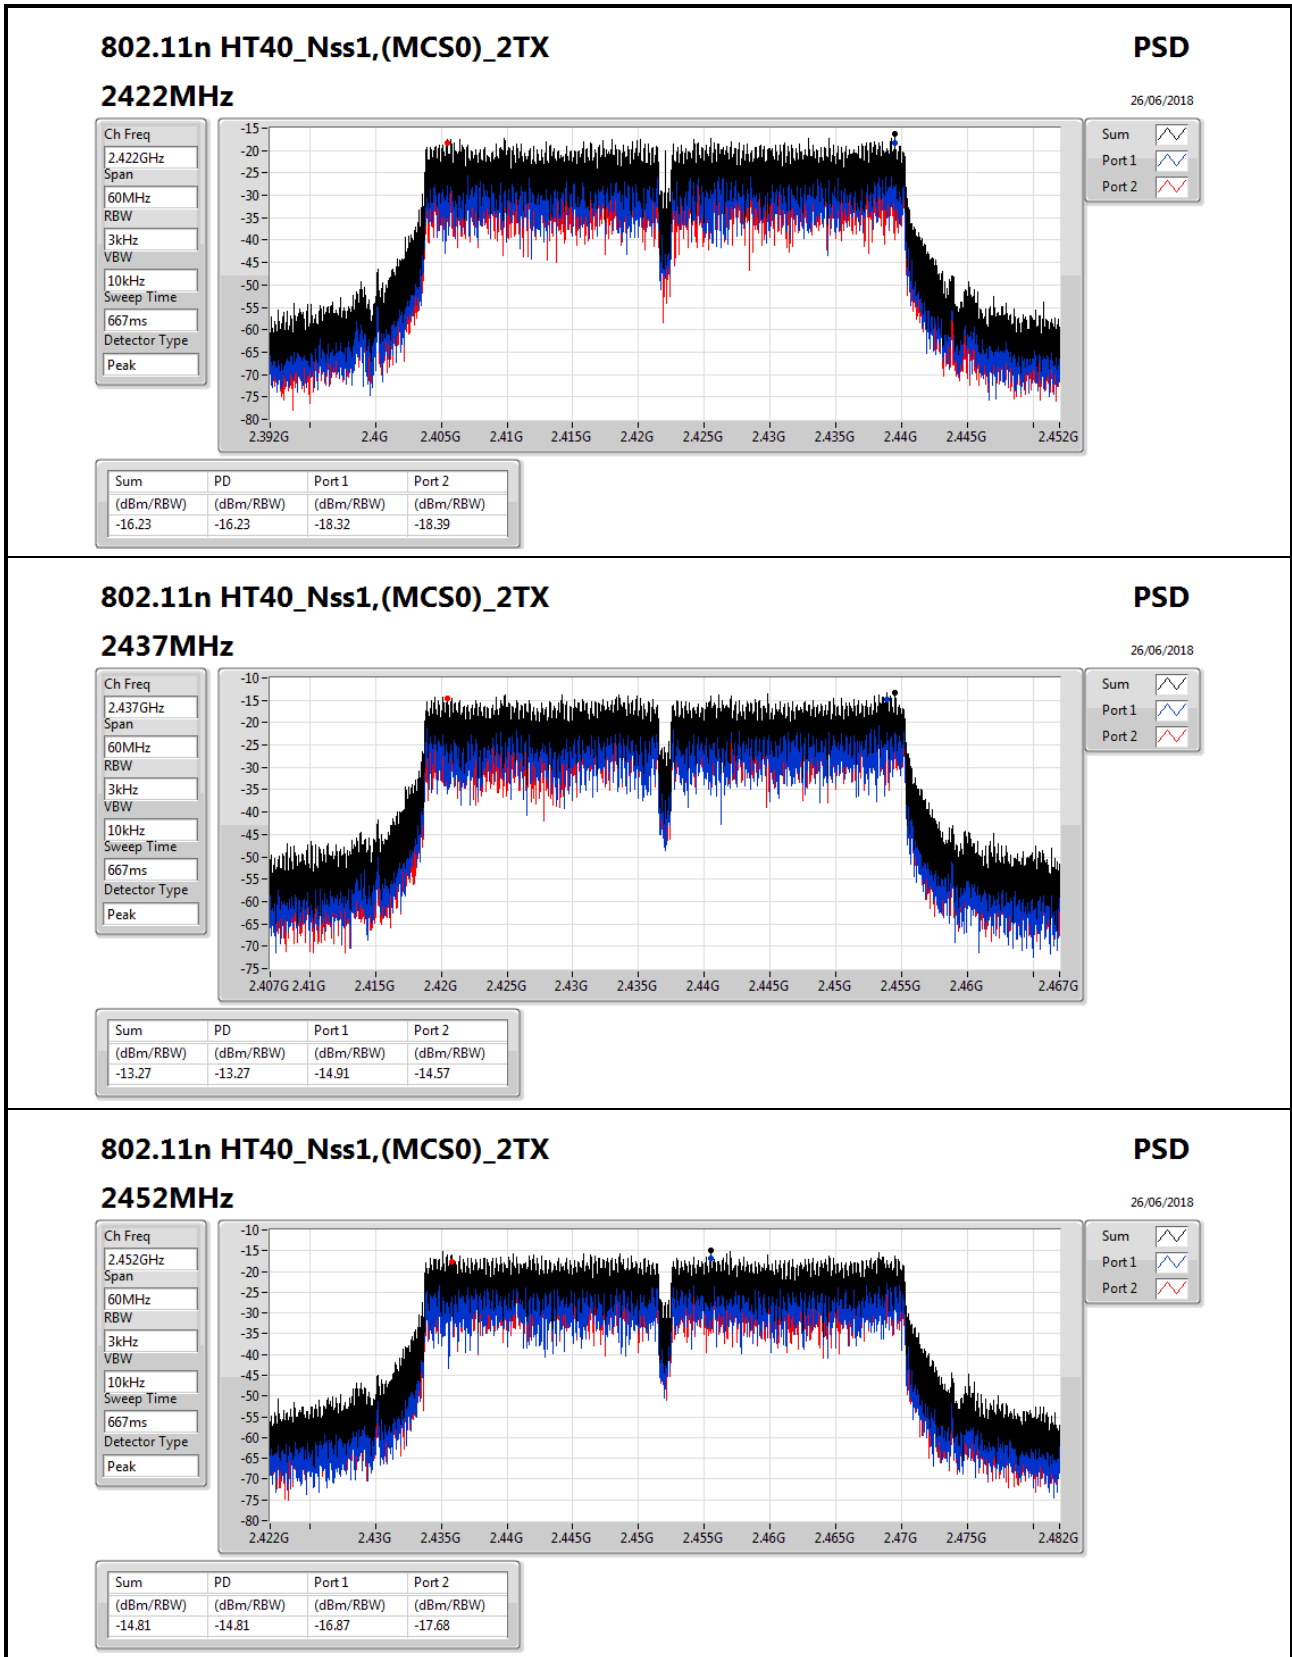 802.11n HT40_Nss1,(MCS0)_2TX PSD
2422MHz 26/06/2018
Ch Freq
2.422GHz
Span
60MHz
RBW
3kHz
VBW
10kHz
Sweep Time
667ms
Detector Type
Peak
-15
-20
-25
-30
-35
-40
-45
-50
-55
-60
-65
-70
-75
-80
2.392G 2.4G 2.405G 2.41G 2.415G 2.42G 2.425G 2.43G 2.435G 2.44G 2.445G 2.452G
Sum
Port 1
Port 2
Sum PD Port 1 Port 2
(dBm/RBW) (dBm/RBW) (dBm/RBW) (dBm/RBW)
-16.23 -16.23 -18.32 -18.39
802.11n HT40_Nss1,(MCS0)_2TX PSD
2437MHz 26/06/2018
Ch Freq
2.437GHz
Span
60MHz
RBW
3kHz
VBW
10kHz
Sweep Time
667ms
Detector Type
Peak
-10
-15
-20
-25
-30
-35
-40
-45
-50
-55
-60
-65
-70
-75
2.407G 2.41G 2.415G 2.42G 2.425G 2.43G 2.435G 2.44G 2.445G 2.45G 2.455G 2.46G 2.467G
Sum
Port 1
Port 2
Sum PD Port 1 Port 2
(dBm/RBW) (dBm/RBW) (dBm/RBW) (dBm/RBW)
-13.27 -13.27 -14.91 -14.57
802.11n HT40_Nss1,(MCS0)_2TX PSD
2452MHz 26/06/2018
Ch Freq
2.452GHz
Span
60MHz
RBW
3kHz
VBW
10kHz
Sweep Time
667ms
Detector Type
Peak
-10
-15
-20
-25
-30
-35
-40
-45
-50
-55
-60
-65
-70
-75
-80
2.422G 2.43G 2.435G 2.44G 2.445G 2.45G 2.455G 2.46G 2.465G 2.47G 2.475G 2.482G
Sum
Port 1
Port 2
Sum PD Port 1 Port 2
(dBm/RBW) (dBm/RBW) (dBm/RBW) (dBm/RBW)
-14.81 -14.81 -16.87 -17.68